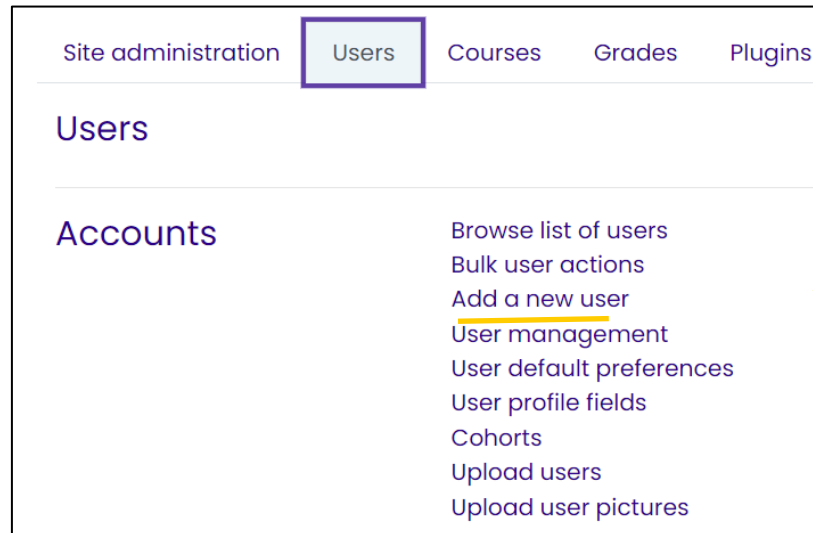 Site administration Users Courses Grades Plugins
Users
Accounts
Browse list of users
Bulk user actions
Add a new user
User management
User default preferences
User profile fields
Cohorts
Upload users
Upload user pictures